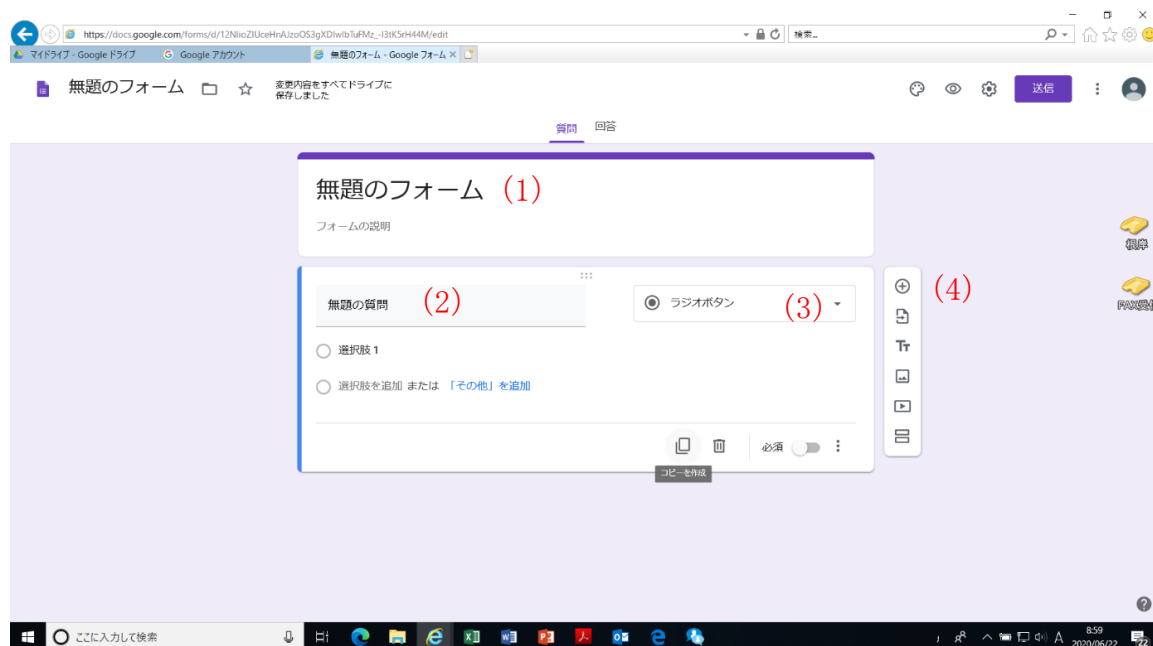 https://docs.google.com/forms/d/12NlioZIUceHnAJzoOS3gXDIwIbTuFMz_-I3tK5rH44M/edit
検索...
マイドライブ - Google ドライブ
Google アカウント
無題のフォーム - Google フォーム
無題のフォーム
変更内容をすべてドライブに
保存しました
送信
質問
回答
無題のフォーム (1)
フォームの説明
無題の質問 (2)
ラジオボタン (3)
(4)
選択肢 1
選択肢を追加 または 「その他」を追加
必須
コピーを作成
根岸
ここに入力して検索
A
8:59
2020/06/22
22